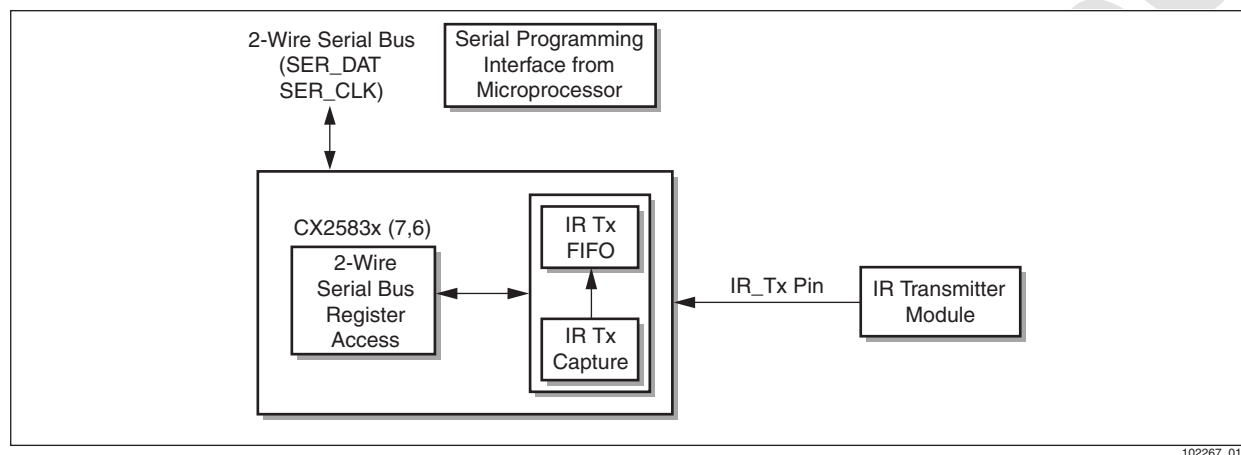 2-Wire Serial Bus
(SER_DAT
SER_CLK)
Serial Programming
Interface from
Microprocessor
CX2583x (7,6)
2-Wire
Serial Bus
Register
Access
IR Tx
FIFO
IR Tx
Capture
IR_Tx Pin
IR Transmitter
Module